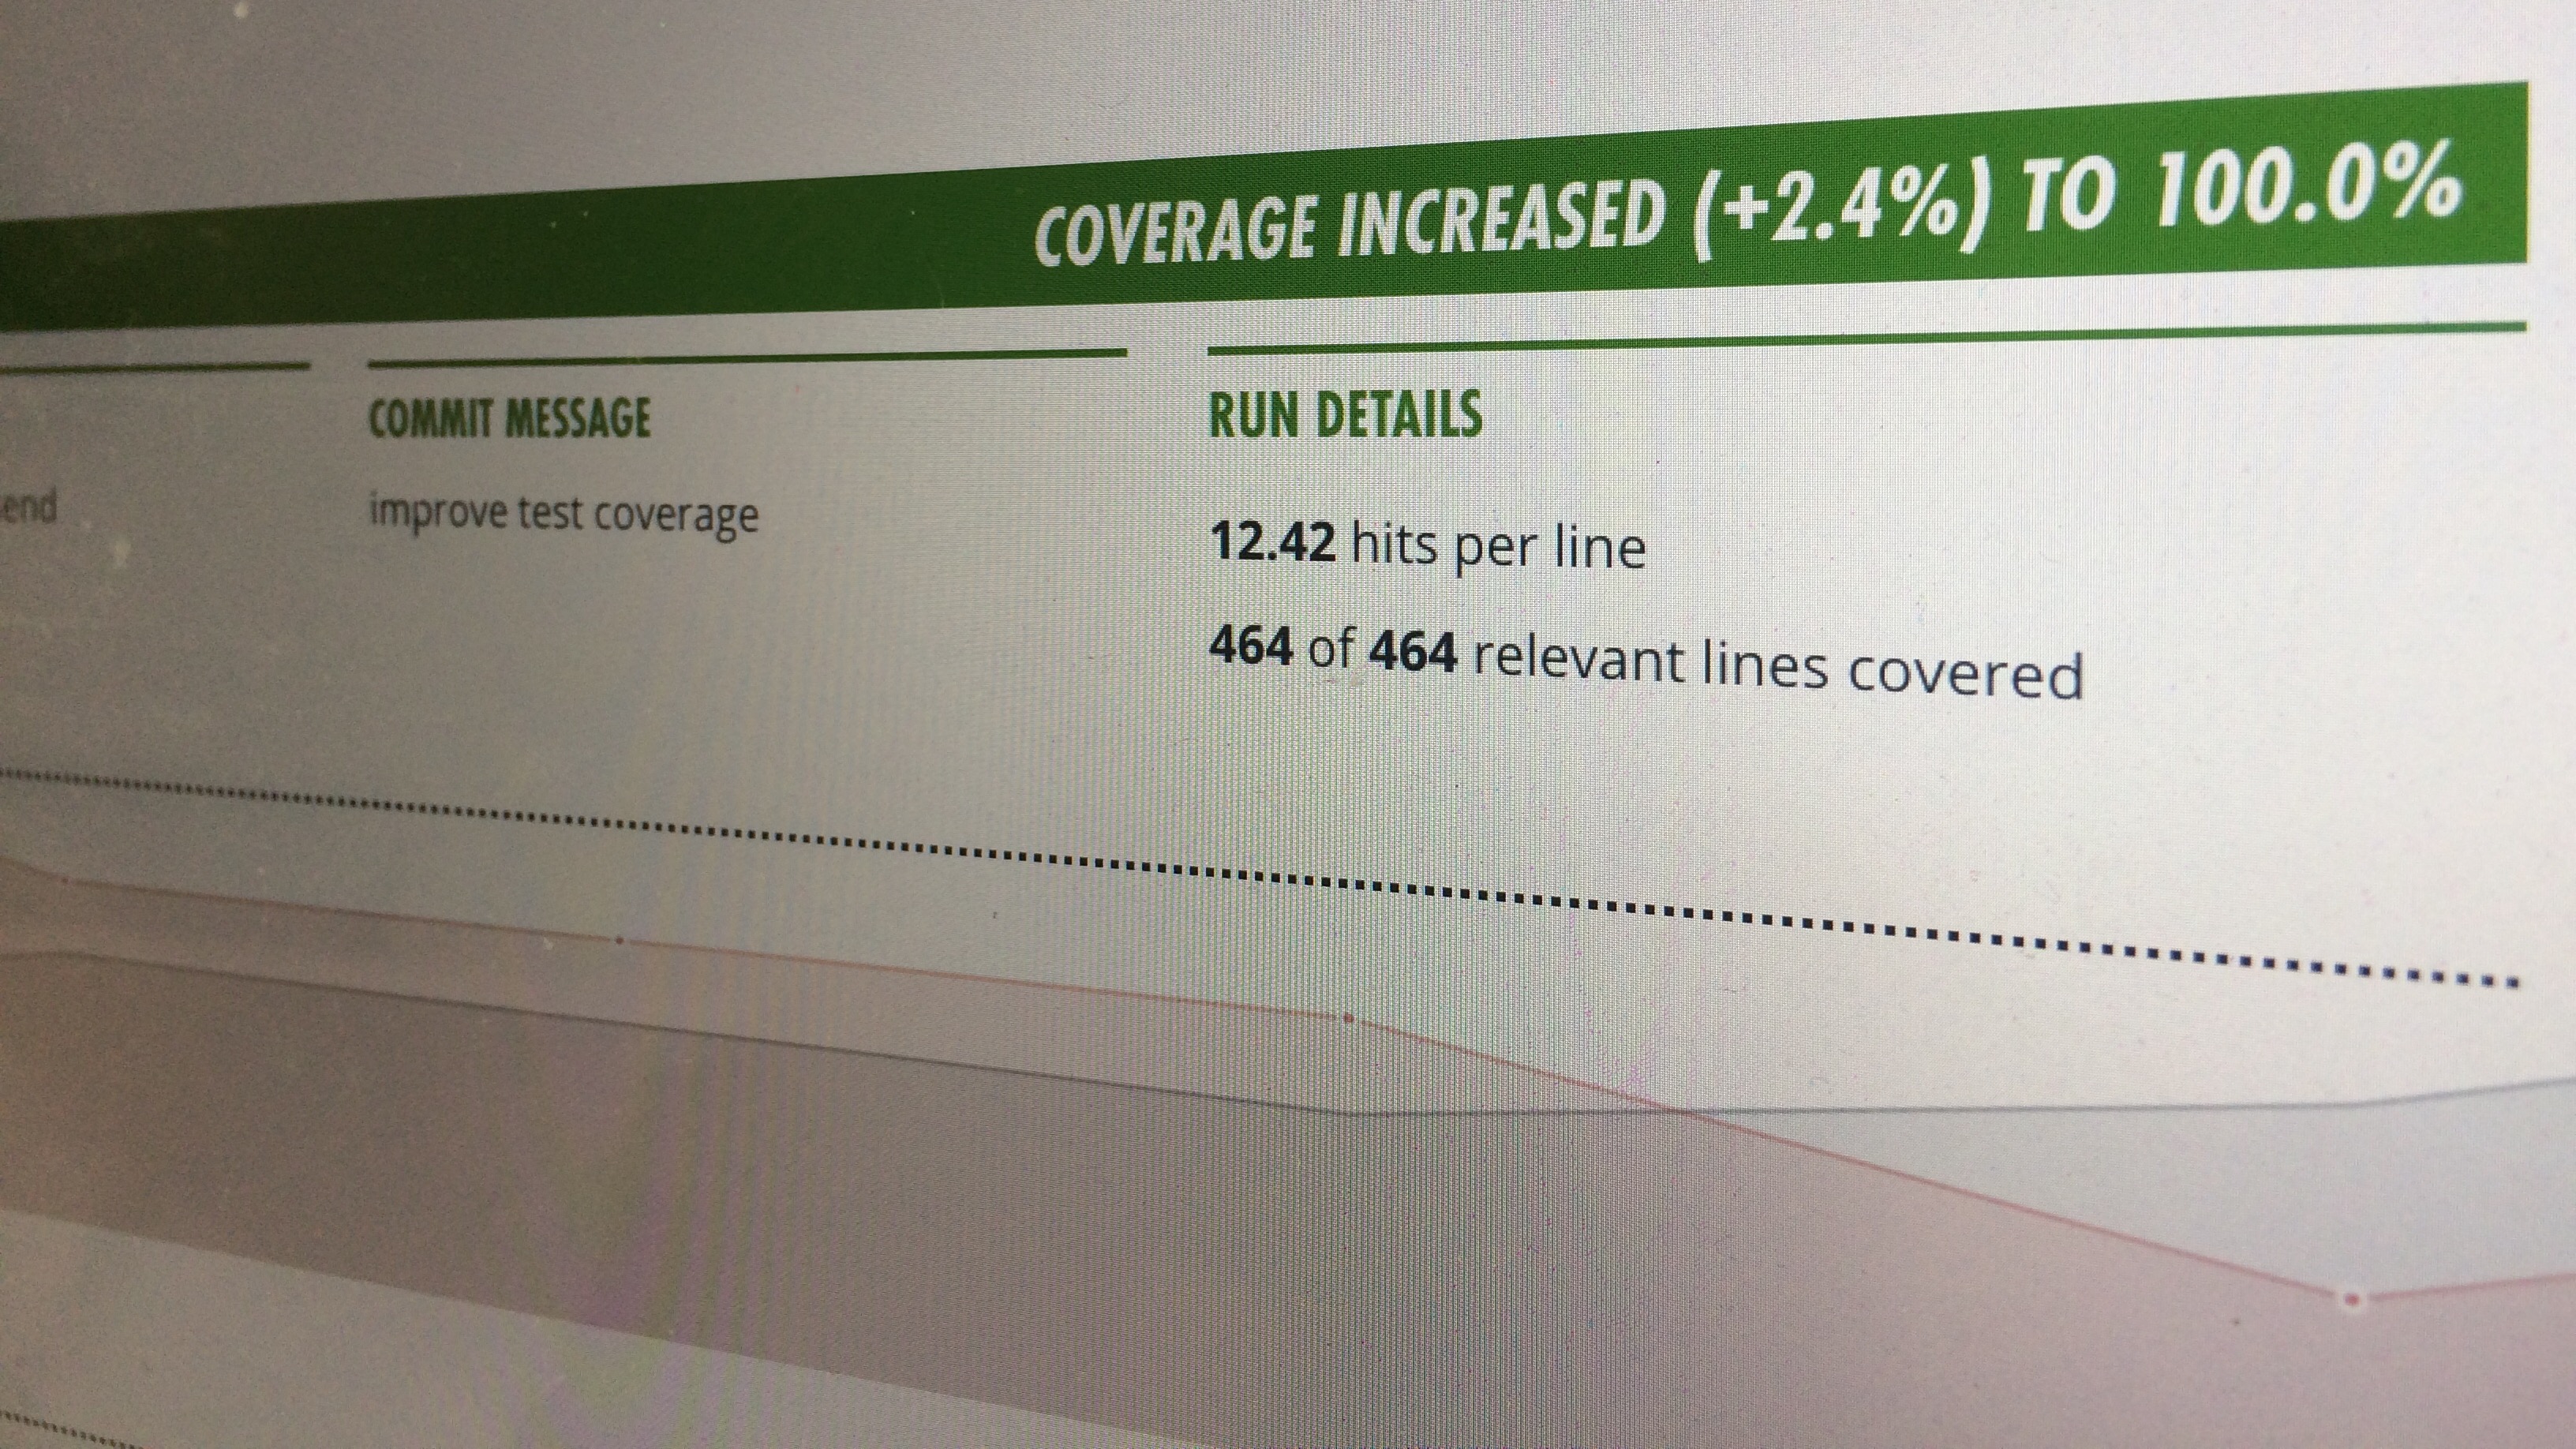 COVERAGE INCREASED (+2.4%) TO 100.0%
COMMIT MESSAGE
RUN DETAILS
end
improve test coverage
12.42 hits per line
464 of 464 relevant lines covered